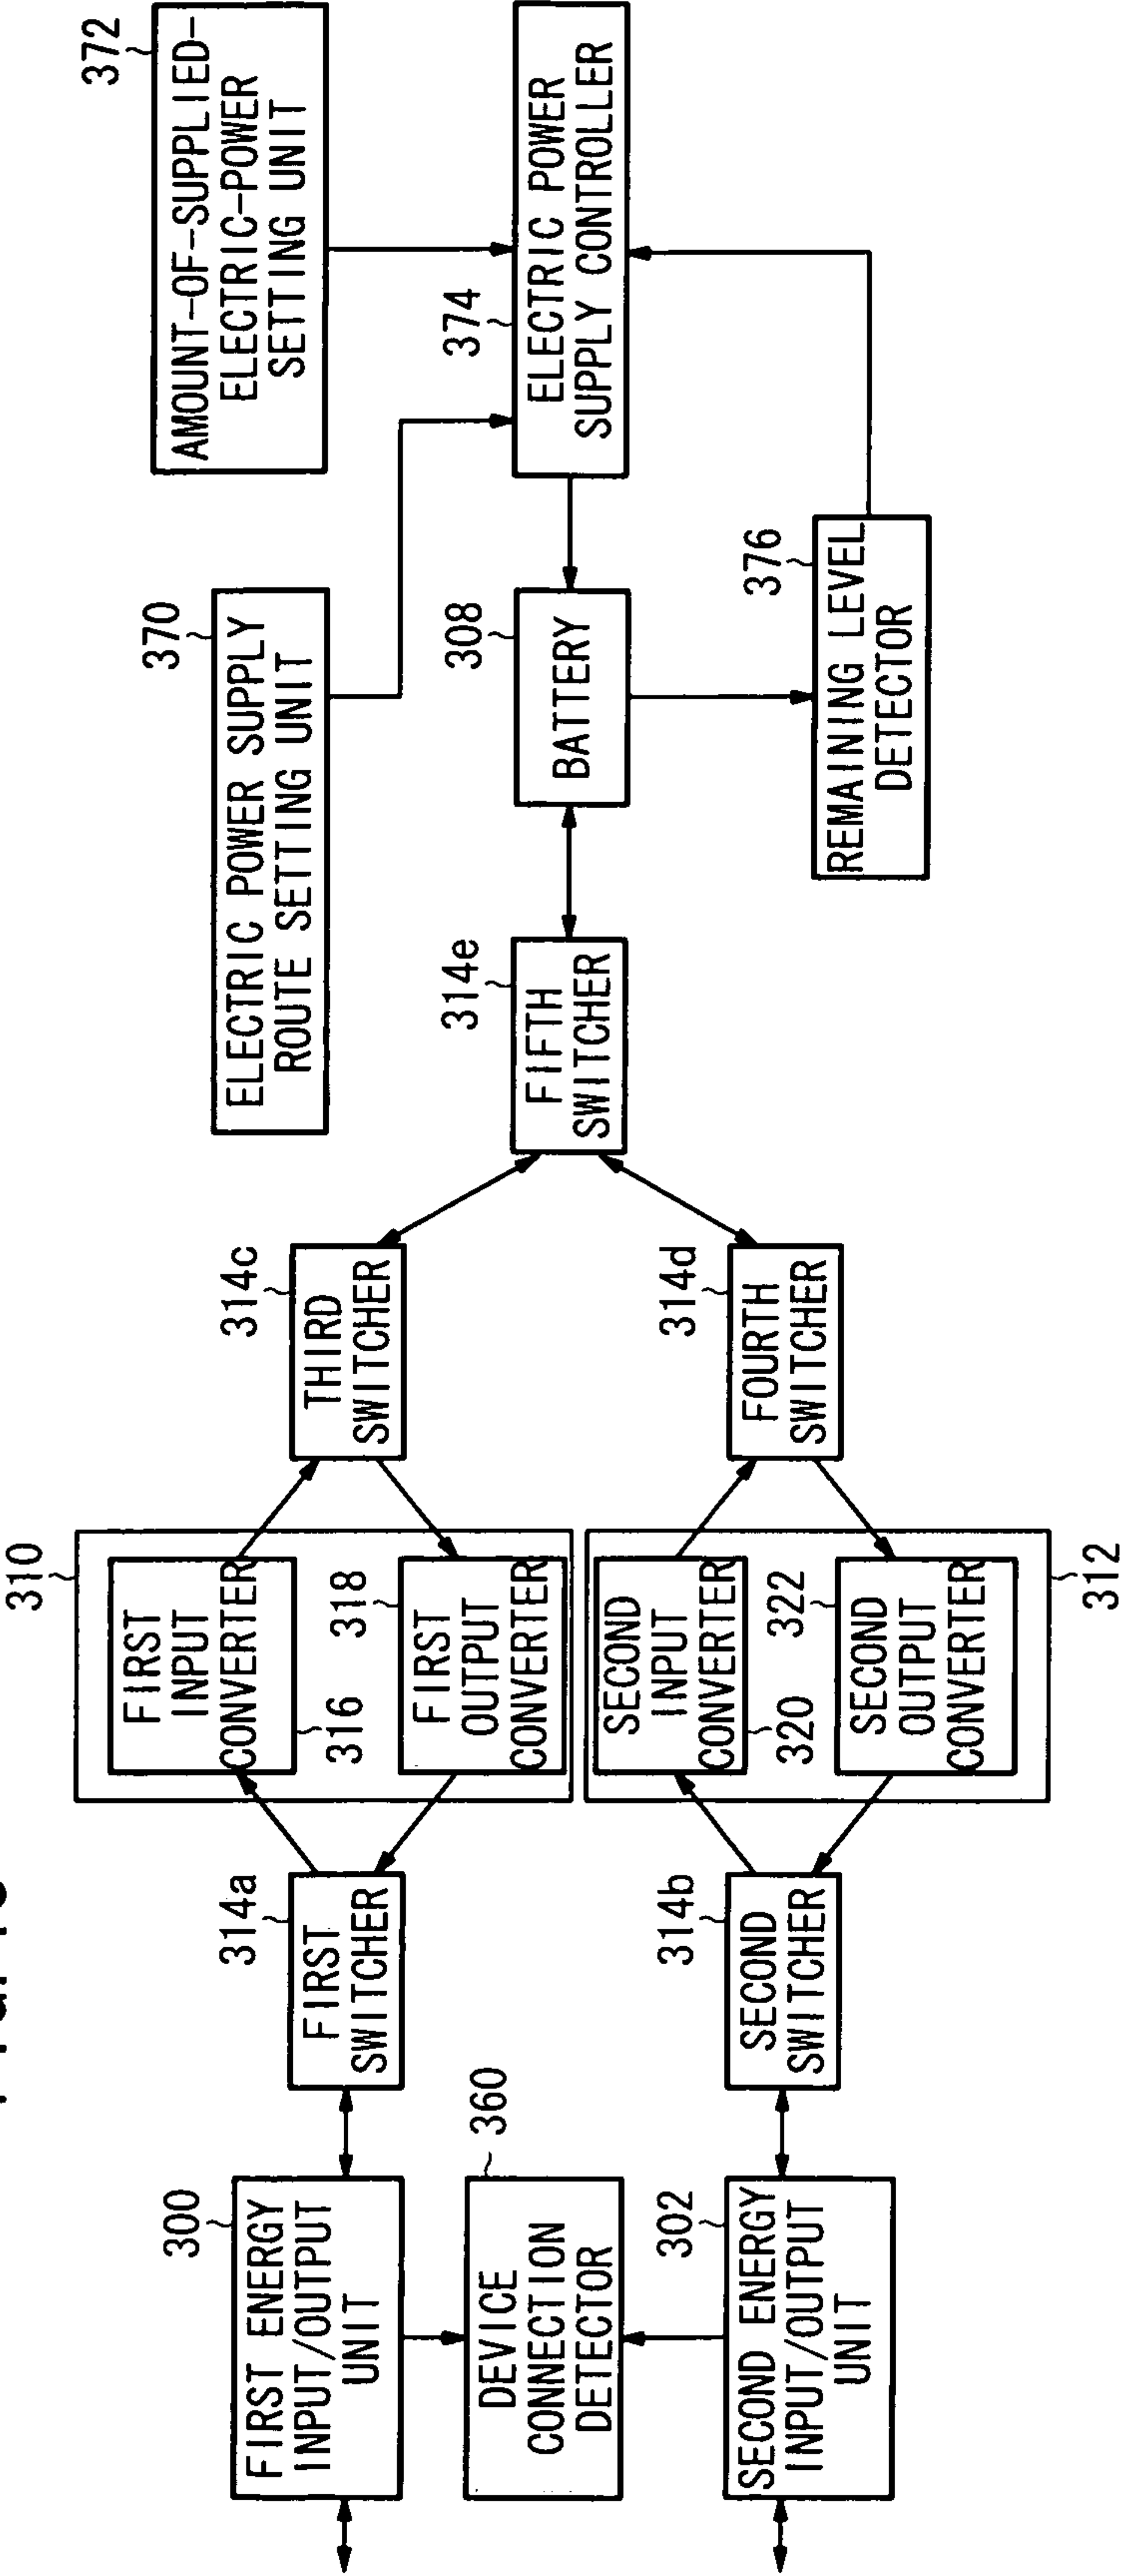 310
372
AMOUNT-OF-SUPPLIED-
ELECTRIC-POWER
SETTING UNIT
370
ELECTRIC POWER SUPPLY
ROUTE SETTING UNIT
300
FIRST ENERGY
INPUT/OUTPUT
UNIT
314a
FIRST
SWITCHER
FIRST
INPUT
CONVERTER
316
318
FIRST
OUTPUT
CONVERTER
314c
THIRD
SWITCHER
360
DEVICE
CONNECTION
DETECTOR
314e
FIFTH
SWITCHER
308
BATTERY
374
ELECTRIC POWER
SUPPLY CONTROLLER
302
SECOND ENERGY
INPUT/OUTPUT
UNIT
314b
SECOND
SWITCHER
SECOND
INPUT
CONVERTER
320
322
SECOND
OUTPUT
CONVERTER
312
314d
FOURTH
SWITCHER
376
REMAINING LEVEL
DETECTOR